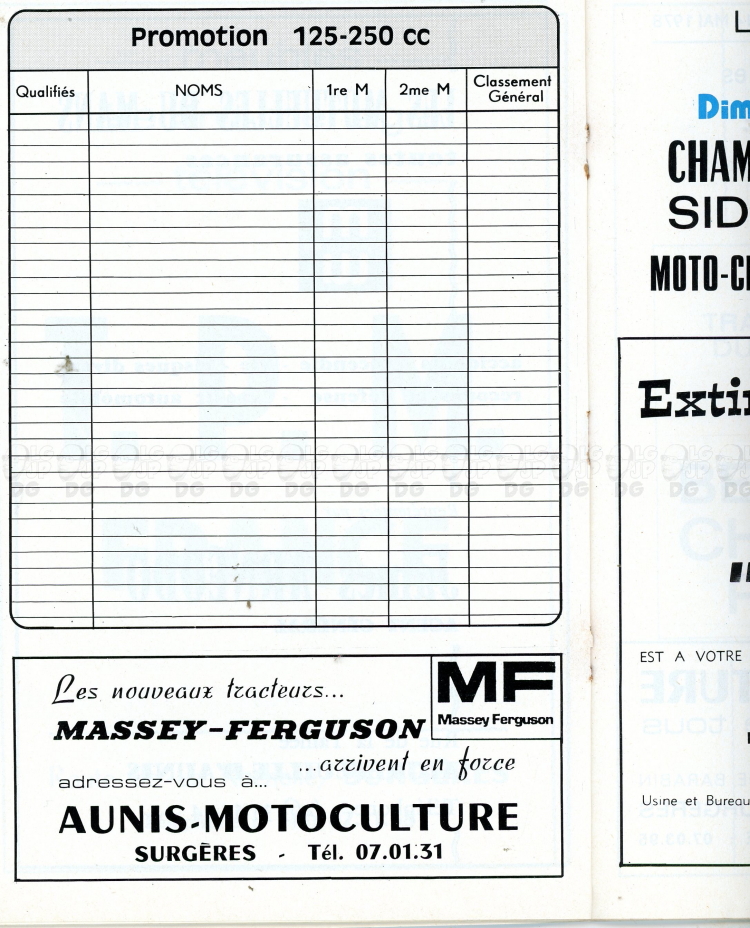 Promotion 125-250 cc
Qualifiés NOMS 1re M 2me M Classement Général
Les nouveaux tracteurs...
MASSEY-FERGUSON
MF
Massey Ferguson
...arrivent en force
adressez-vous à...
AUNIS-MOTOCULTURE
SURGÈRES - Tél. 07.01.31
Dim
CHAM
SID
MOTO-C
Exti
EST A VOTRE
Usine et Bureau